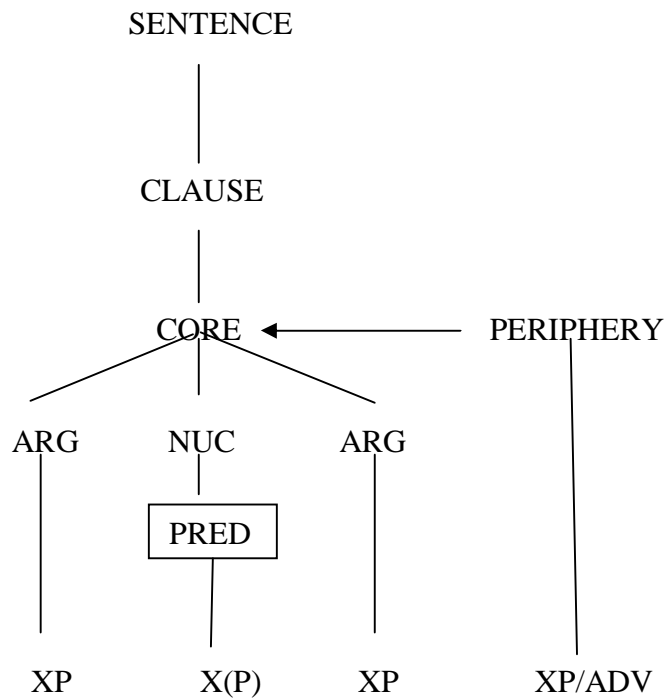 SENTENCE
CLAUSE
CORE PERIPHERY
ARG NUC ARG
PRED
XP X(P) XP XP/ADV